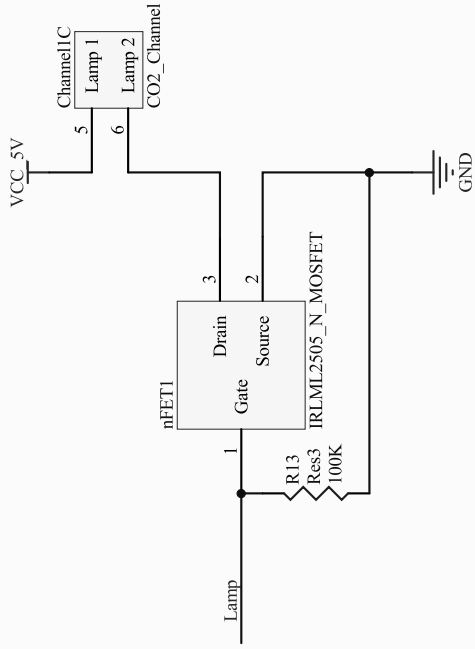 Channel1C
Lamp 1
Lamp 2
CO2_Channel
5
6
VCC_5V
3
2
GND
nFET1
Drain
Source
Gate
IRLML2505_N_MOSFET
1
R13
Res3
100K
Lamp